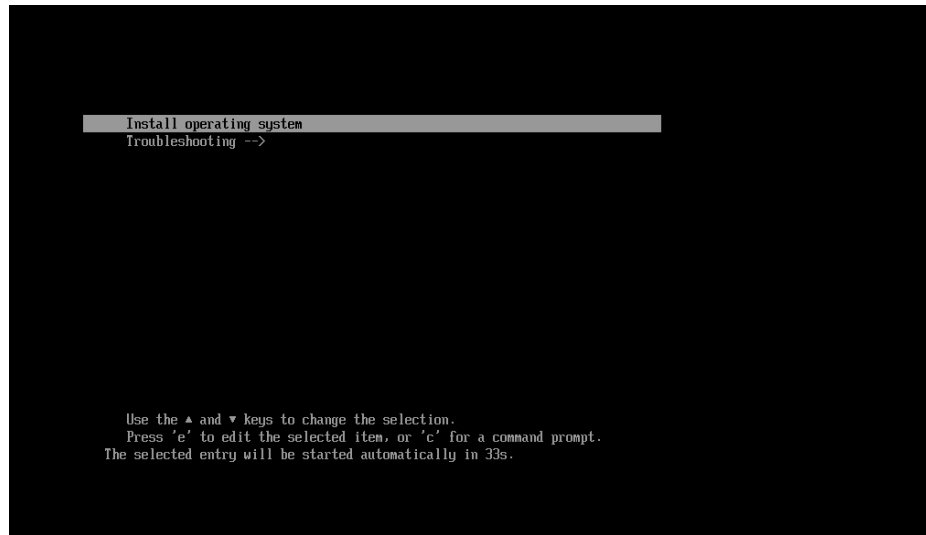 Install operating system
Troubleshooting -->
Use the ▲ and ▼ keys to change the selection.
Press 'e' to edit the selected item, or 'c' for a command prompt.
The selected entry will be started automatically in 33s.